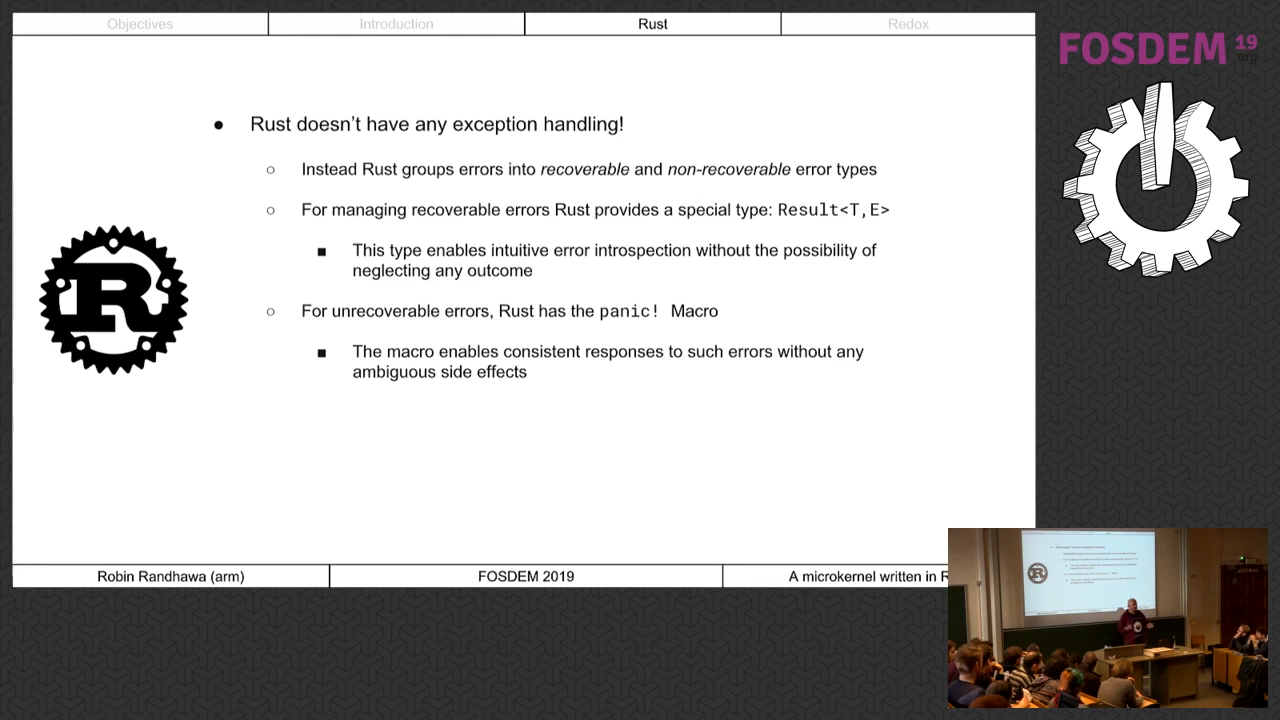 Objectives
Introduction
Rust
Redox
FOSDEM 19
.org
● Rust doesn't have any exception handling!
○ Instead Rust groups errors into recoverable and non-recoverable error types
○ For managing recoverable errors Rust provides a special type: Result<T,E>
■ This type enables intuitive error introspection without the possibility of
neglecting any outcome
○ For unrecoverable errors, Rust has the panic! Macro
■ The macro enables consistent responses to such errors without any
ambiguous side effects
R
Robin Randhawa (arm)
FOSDEM 2019
A microkernel written in R